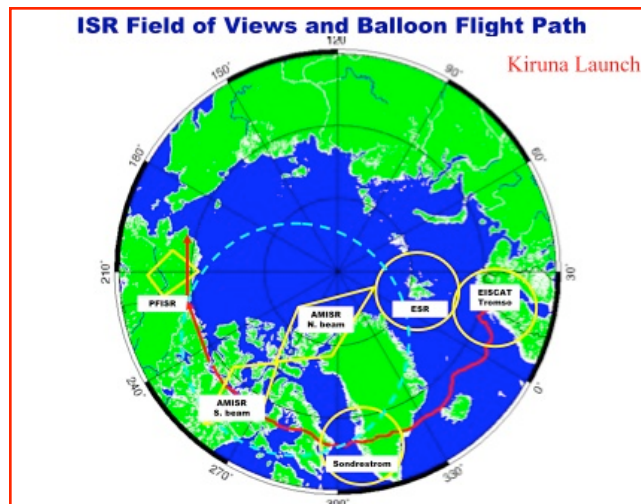 ISR Field of Views and Balloon Flight Path
Kiruna Launch
120
90
150
60
180
30
210
PFISR
EISCAT
Tromso
ESR
AMISR
N. beam
0
240
AMISR
S. beam
Sondrestrom
330
270
300